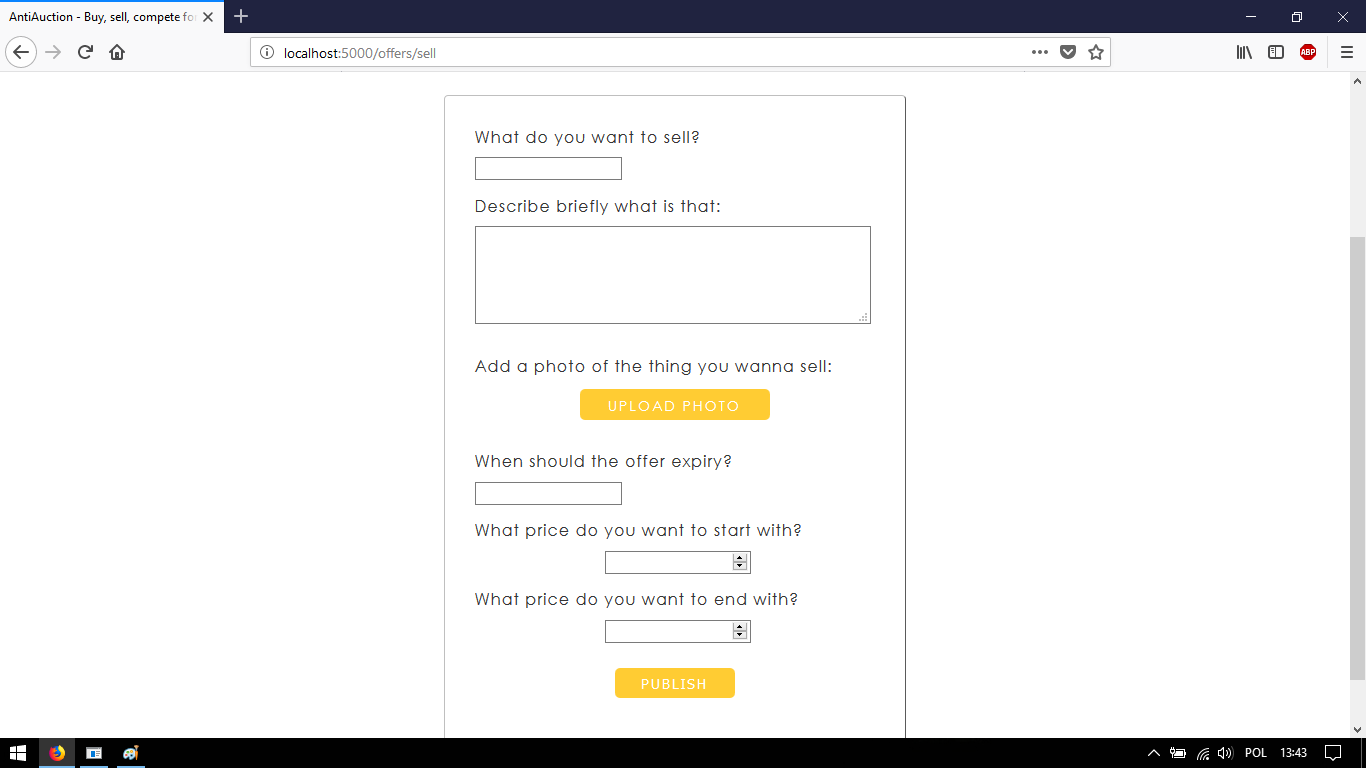 AntiAuction - Buy, sell, compete fo
localhost:5000/offers/sell
ABP
What do you want to sell?
Describe briefly what is that:
Add a photo of the thing you wanna sell:
UPLOAD PHOTO
When should the offer expiry?
What price do you want to start with?
What price do you want to end with?
PUBLISH
POL 13:43